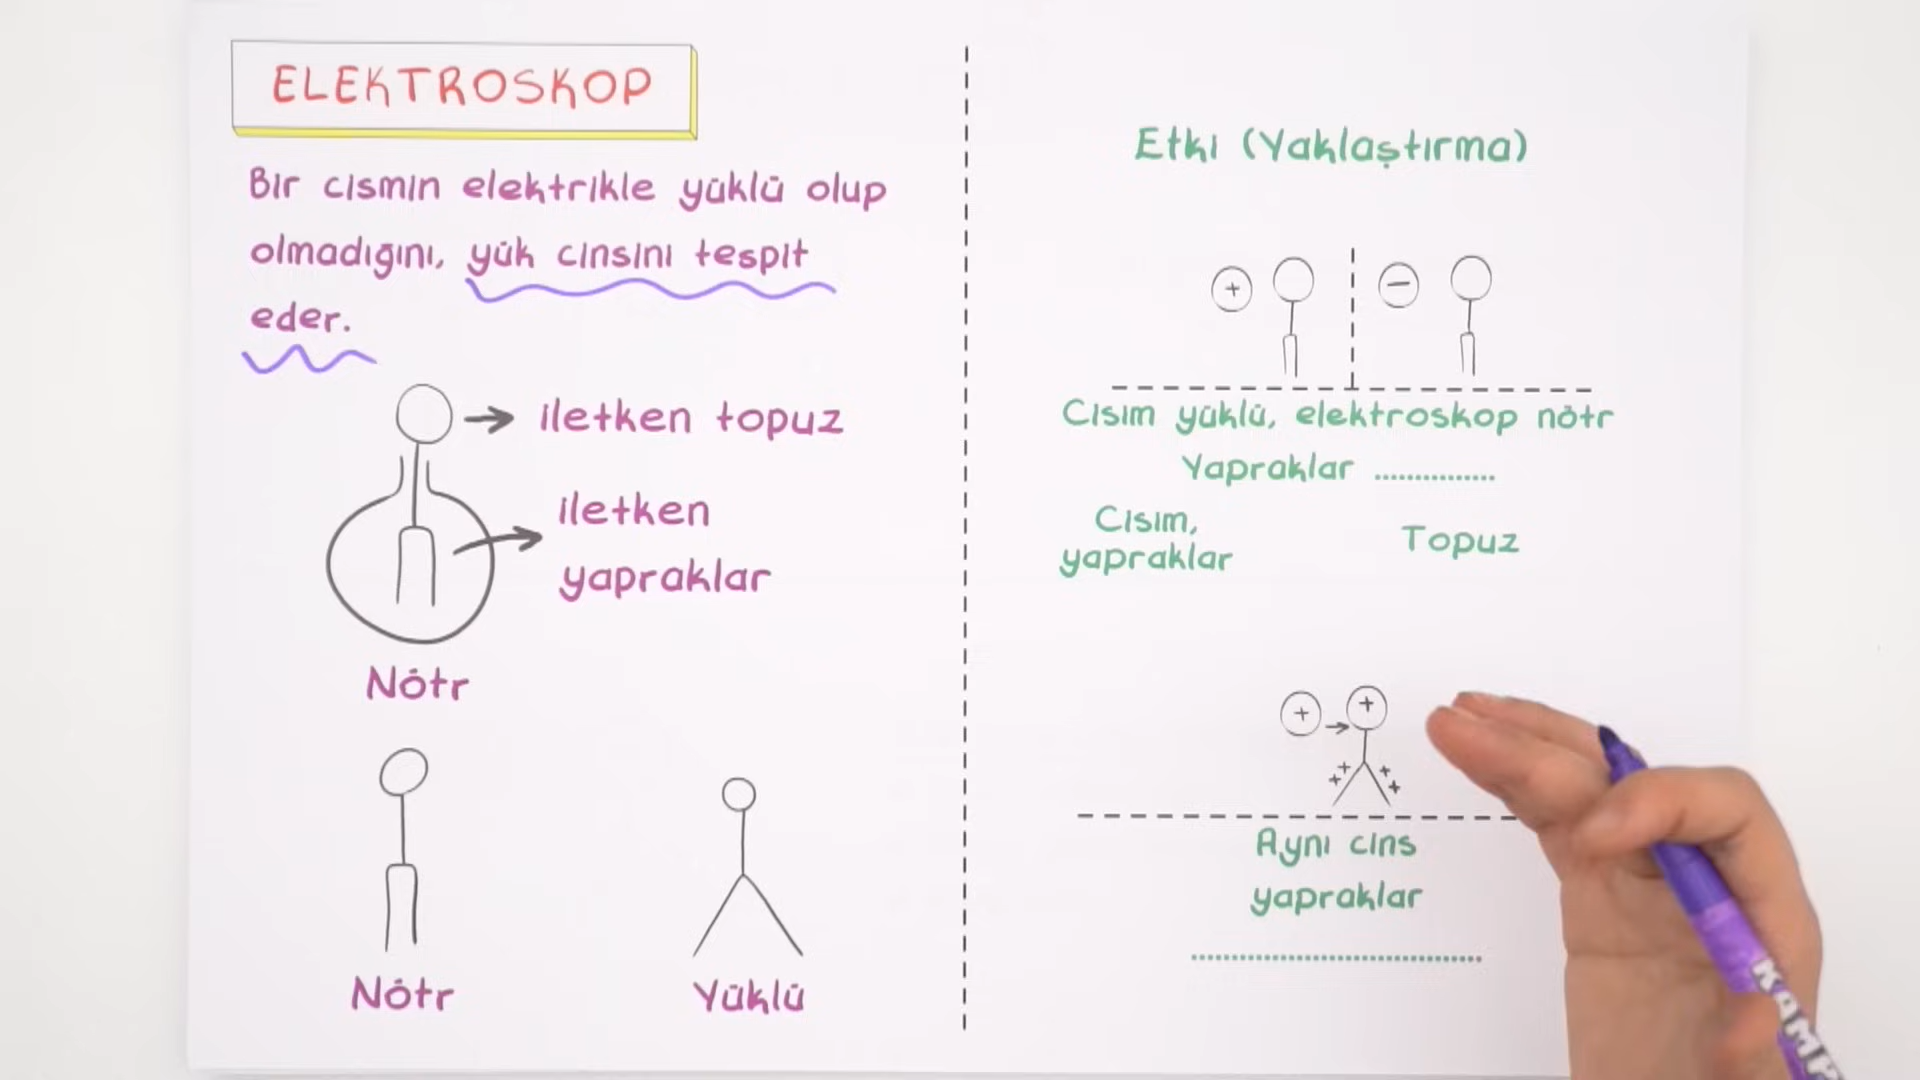 ELEKTROSKOP
Bir cismin elektrikle yüklü olup
olmadığını, yük cinsini tespit
eder.
iletken topuz
iletken
yapraklar
Nötr
Nötr
Yüklü
Etki (Yaklaştırma)
+
−
Cisim yüklü, elektroskop nötr
Yapraklar ...............
Cisim,
yapraklar
Topuz
+ +
+ + + +
Aynı cins
yapraklar
....................................
KAMP